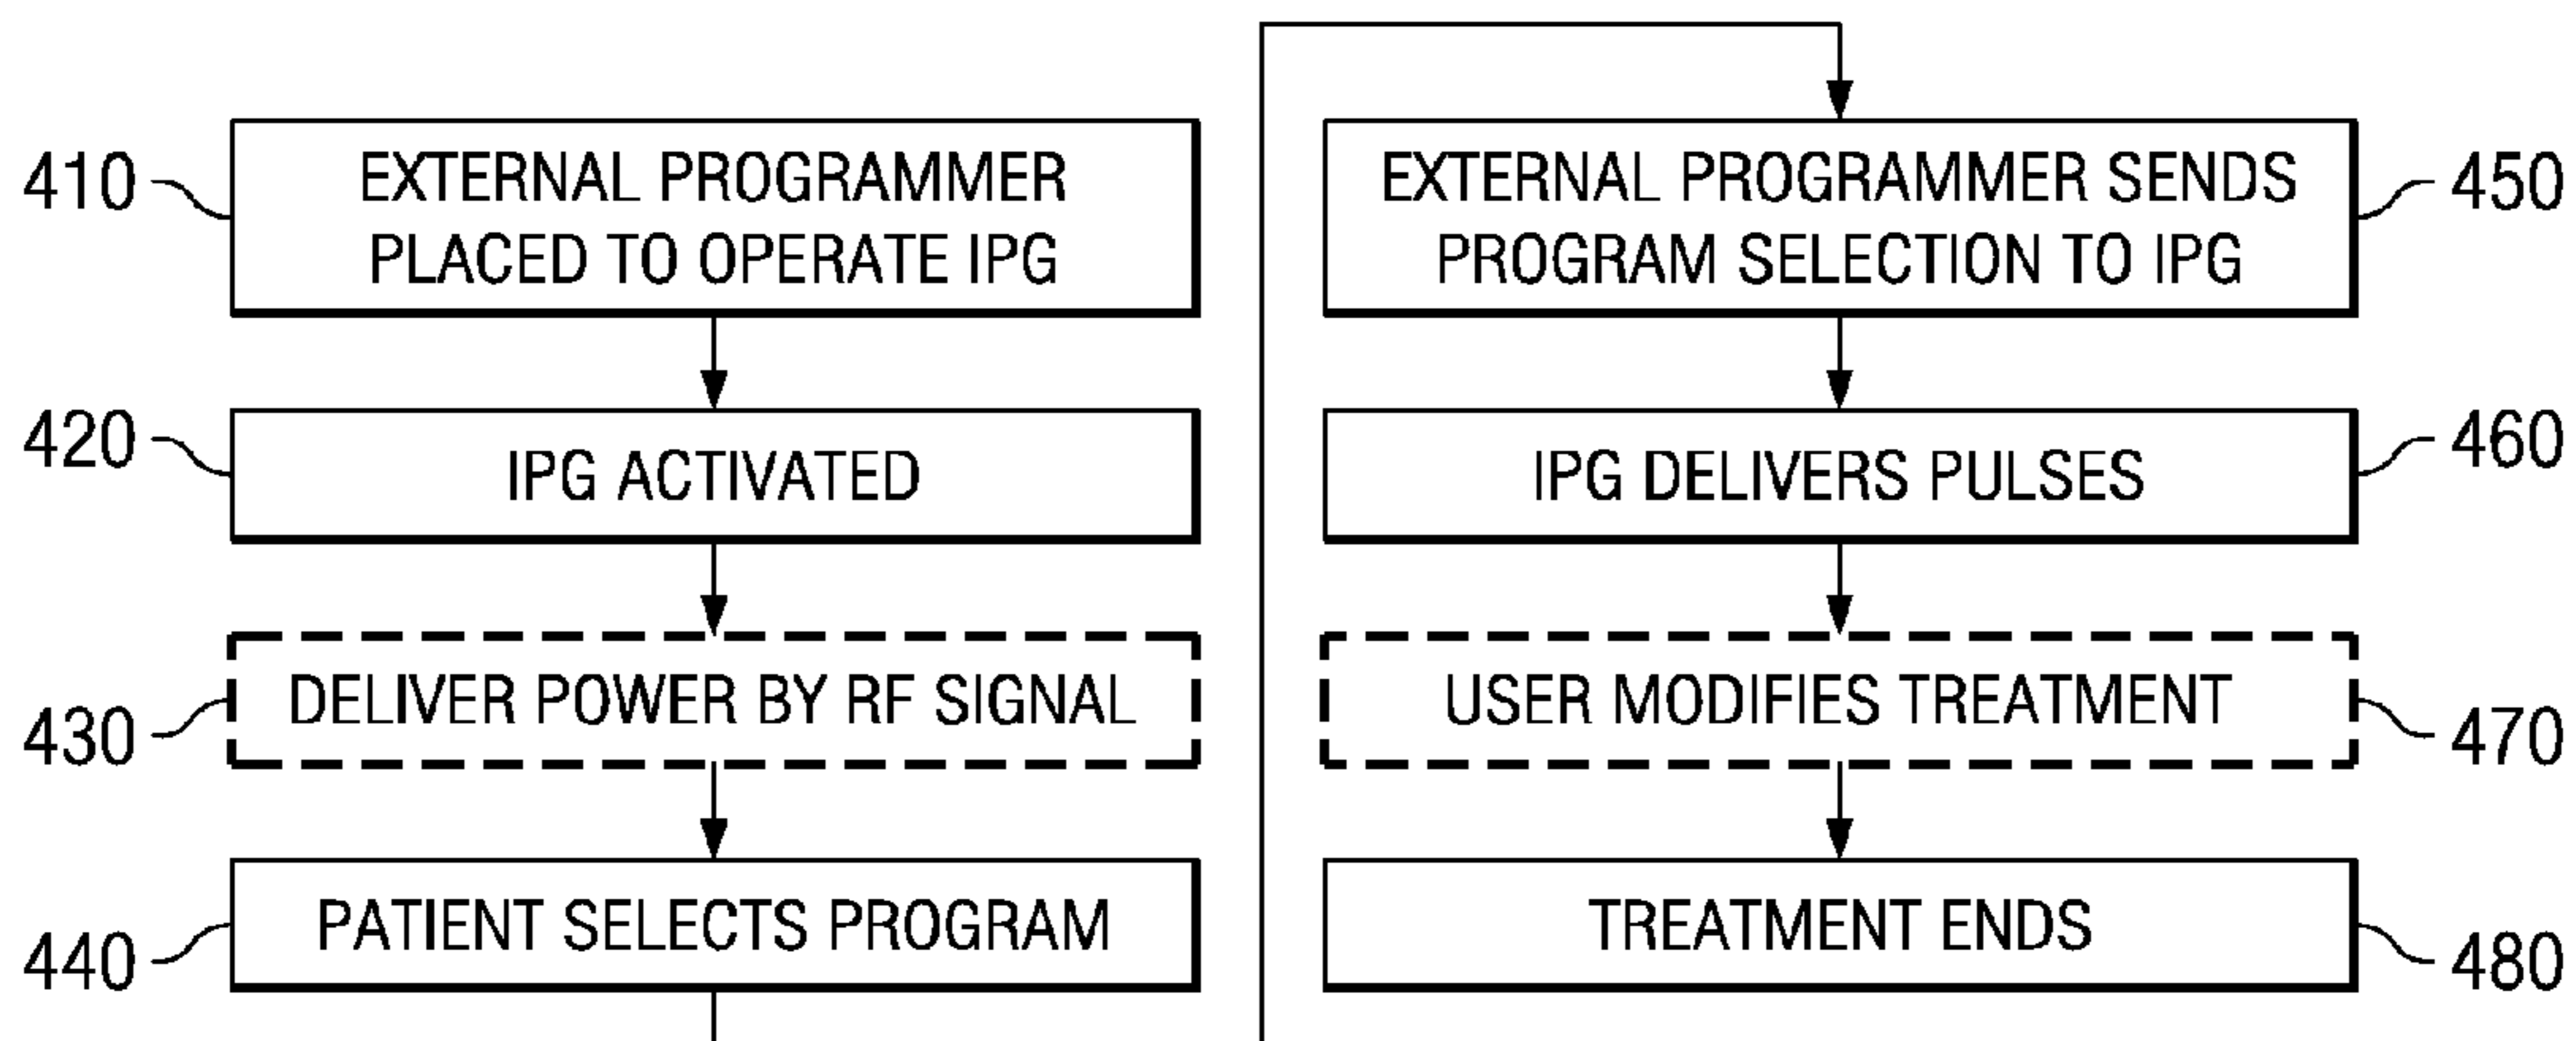 410
EXTERNAL PROGRAMMER
PLACED TO OPERATE IPG
420
IPG ACTIVATED
430
DELIVER POWER BY RF SIGNAL
440
PATIENT SELECTS PROGRAM
450
EXTERNAL PROGRAMMER SENDS
PROGRAM SELECTION TO IPG
460
IPG DELIVERS PULSES
470
USER MODIFIES TREATMENT
480
TREATMENT ENDS